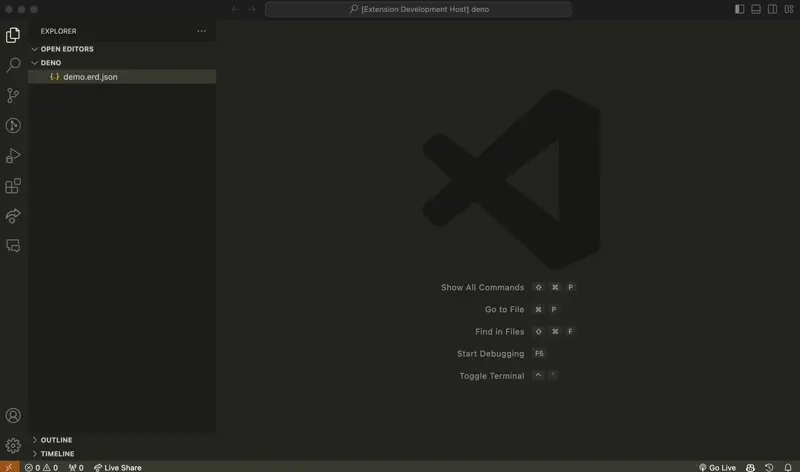 [Extension Development Host] deno
EXPLORER
OPEN EDITORS
DENO
{..} demo.erd.json
Show All Commands ⇧ ⌘ P
Go to File ⌘ P
Find in Files ⇧ ⌘ F
Start Debugging F5
Toggle Terminal ^ `
OUTLINE
TIMELINE
0 0 0 Live Share Go Live